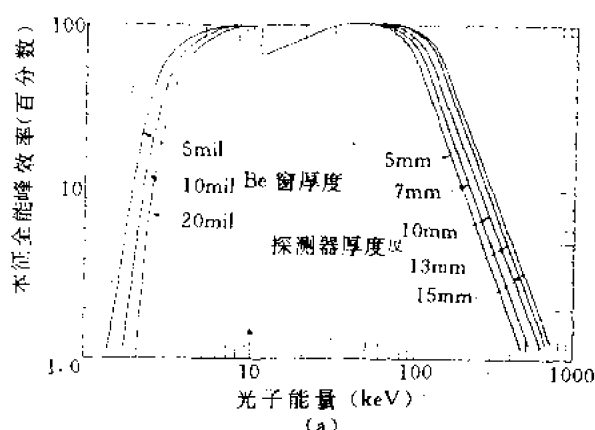 100
10
1.0
本征全能峰效率(百分数)
5mil
10mil Be 窗厚度
20mil
5mm
7mm
10mm
13mm
15mm
探测器厚度
10
100
1000
光子能量 (keV)
(a)